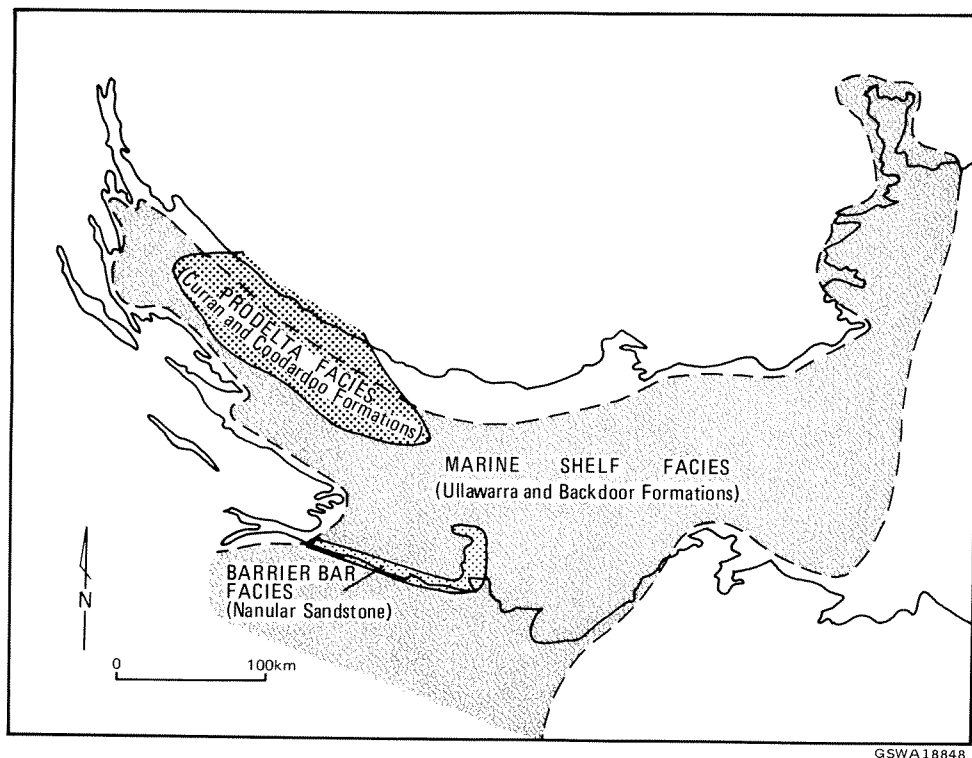 PRODELTA FACIES
(Curran and Coodardoo Formations)
MARINE SHELF FACIES
(Ullawarra and Backdoor Formations)
BARRIER BAR
FACIES
(Nanular Sandstone)
N
0 100km
GSWA18848